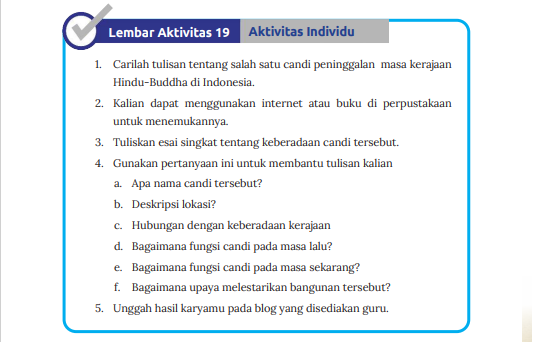 Lembar Aktivitas 19 Aktivitas Individu
1. Carilah tulisan tentang salah satu candi peninggalan masa kerajaan
Hindu-Buddha di Indonesia.
2. Kalian dapat menggunakan internet atau buku di perpustakaan
untuk menemukannya.
3. Tuliskan esai singkat tentang keberadaan candi tersebut.
4. Gunakan pertanyaan ini untuk membantu tulisan kalian
a. Apa nama candi tersebut?
b. Deskripsi lokasi?
c. Hubungan dengan keberadaan kerajaan
d. Bagaimana fungsi candi pada masa lalu?
e. Bagaimana fungsi candi pada masa sekarang?
f. Bagaimana upaya melestarikan bangunan tersebut?
5. Unggah hasil karyamu pada blog yang disediakan guru.